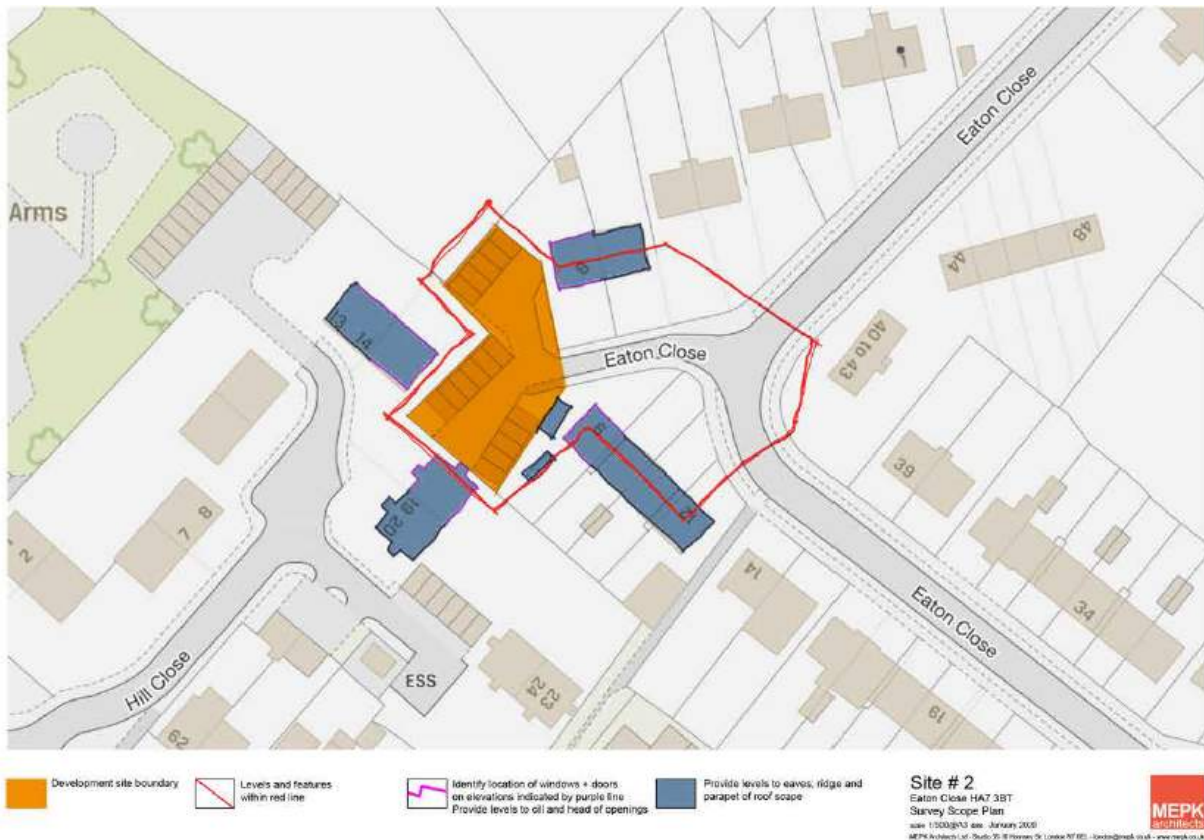 Arms
Eaton Close
48
44
40 to 43
9
13
14
Eaton Close
8
39
19
20
12
8
7
2
14
34
Eaton Close
Hill Close
ESS
23
24
62
19
Development site boundary
Levels and features
within red line
Identify location of windows + doors
on elevations indicated by purple line
Provide levels to cill and head of openings
Provide levels to eaves, ridge and
parapet of roof scape
Site # 2
Eaton Close HA7 3BT
Survey Scope Plan
MEPK
architects